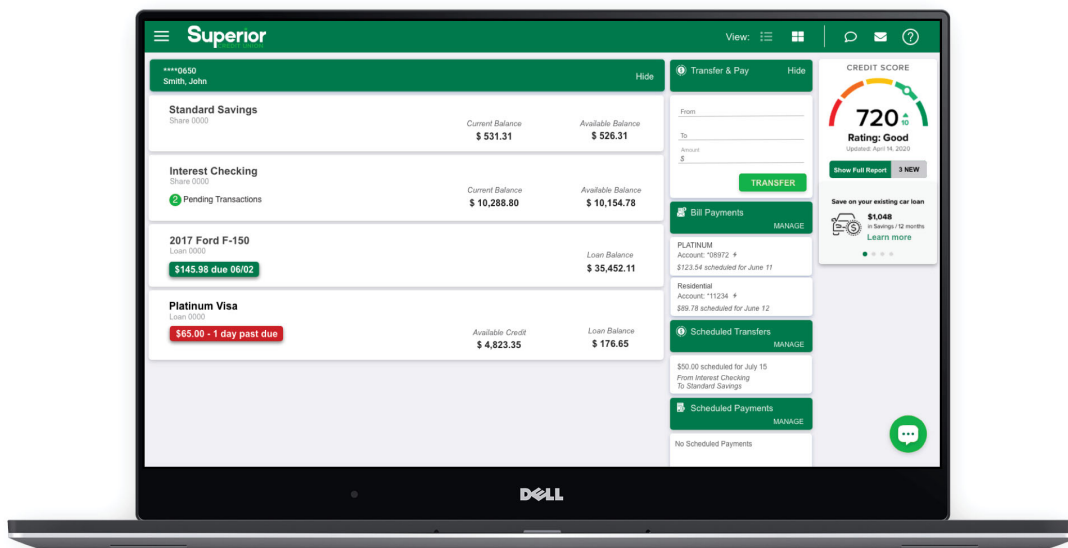 Superior
CREDIT UNION
View:
****0650
Smith, John
Hide
Standard Savings
Share 0000
Current Balance
$ 531.31
Available Balance
$ 526.31
Interest Checking
Share 0000
2 Pending Transactions
Current Balance
$ 10,288.80
Available Balance
$ 10,154.78
2017 Ford F-150
Loan 0000
$145.98 due 06/02
Loan Balance
$ 35,452.11
Platinum Visa
Loan 0000
$65.00 - 1 day past due
Available Credit
$ 4,823.35
Loan Balance
$ 176.65
Transfer & Pay
Hide
From
To
Amount
$
TRANSFER
Bill Payments
MANAGE
PLATINUM
Account: *08972
$123.54 scheduled for June 11
Residential
Account: *11234
$89.78 scheduled for June 12
Scheduled Transfers
MANAGE
$50.00 scheduled for July 15
From Interest Checking
To Standard Savings
Scheduled Payments
MANAGE
No Scheduled Payments
CREDIT SCORE
720
10
Rating: Good
Updated: April 14, 2020
Show Full Report
3 NEW
Save on your existing car loan
$1,048
in Savings / 12 months
Learn more
DELL